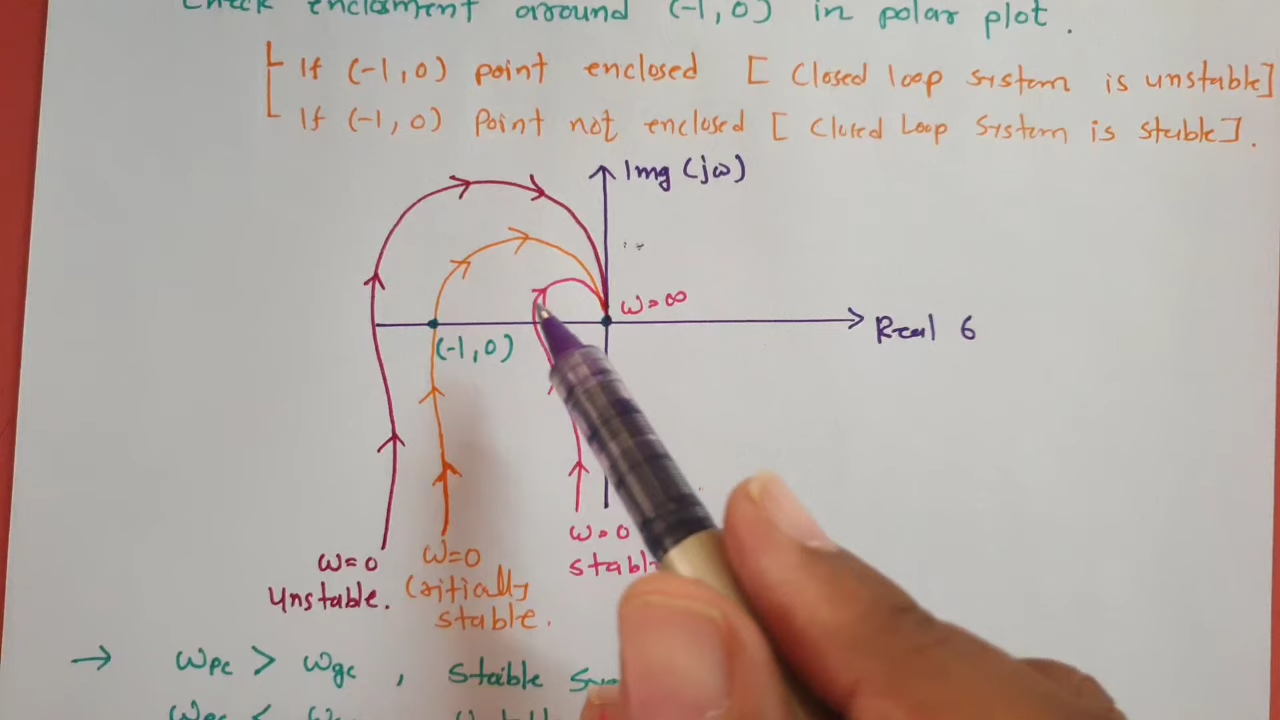 Check enclosment around (-1,0) in polar plot.
If (-1,0) point enclosed [ Closed loop system is unstable]
If (-1,0) Point not enclosed [ Closed Loop System is stable].
Img (jω)
ω=∞
(-1,0)
Real 6
ω=0
ω=0
ω=0
Unstable.
Critially
stable.
→ ωpc > ωgc , stable